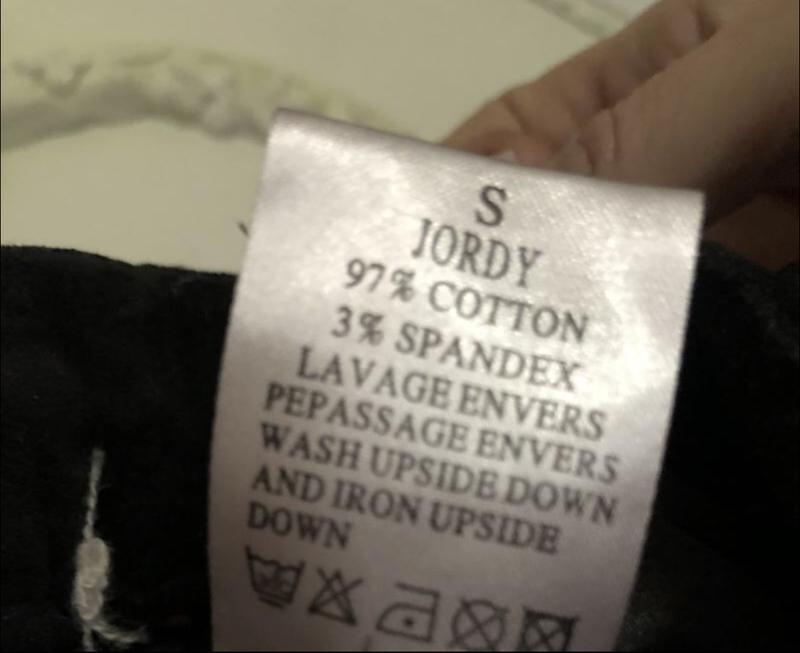 S
JORDY
97% COTTON
3% SPANDEX
LAVAGE ENVERS
PEPASSAGE ENVERS
WASH UPSIDE DOWN
AND IRON UPSIDE
DOWN